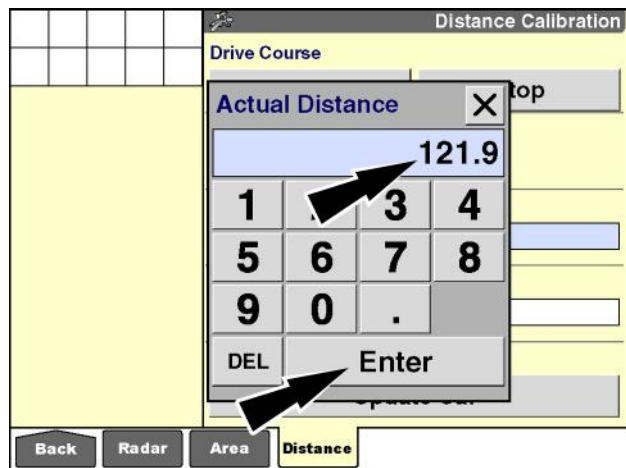 Distance Calibration
Drive Course
Actual Distance X
121.9
1 3 4
5 6 7 8
9 0 .
DEL Enter
Back Radar Area Distance